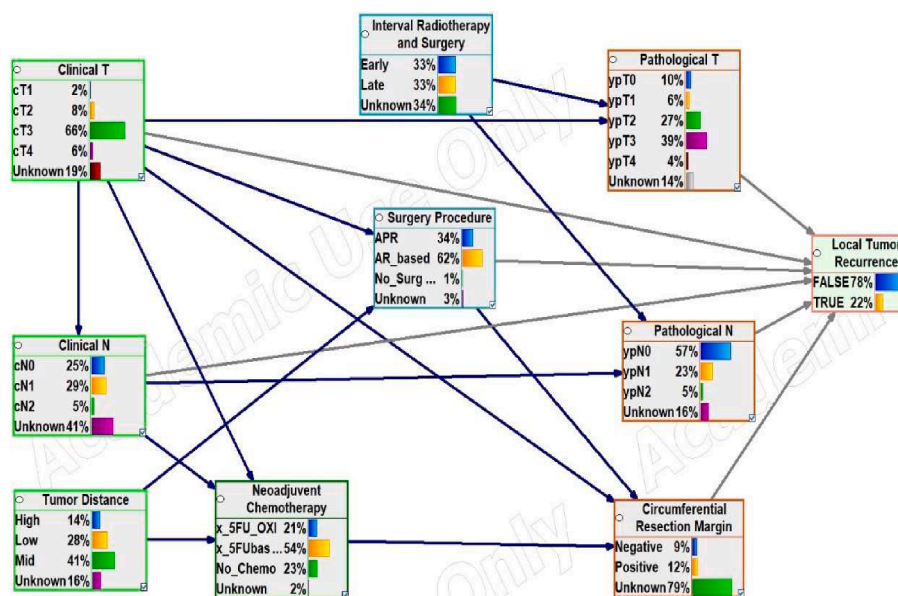 Interval Radiotherapy
and Surgery
Early 33%
Late 33%
Unknown 34%
Clinical T
cT1 2%
cT2 8%
cT3 66%
cT4 6%
Unknown 19%
Pathological T
ypT0 10%
ypT1 6%
ypT2 27%
ypT3 39%
ypT4 4%
Unknown 14%
Surgery Procedure
APR 34%
AR_based 62%
No_Surg ... 1%
Unknown 3%
Local Tumor
Recurrence
FALSE 78%
TRUE 22%
Clinical N
cN0 25%
cN1 29%
cN2 5%
Unknown 41%
Pathological N
ypN0 57%
ypN1 23%
ypN2 5%
Unknown 16%
Tumor Distance
High 14%
Low 28%
Mid 41%
Unknown 16%
Neoadjuvent
Chemotherapy
x_5FU_OXI 21%
x_5FUbas ... 54%
No_Chemo 23%
Unknown 2%
Circumferential
Resection Margin
Negative 9%
Positive 12%
Unknown 79%
Academic Use Only
Academic
Only